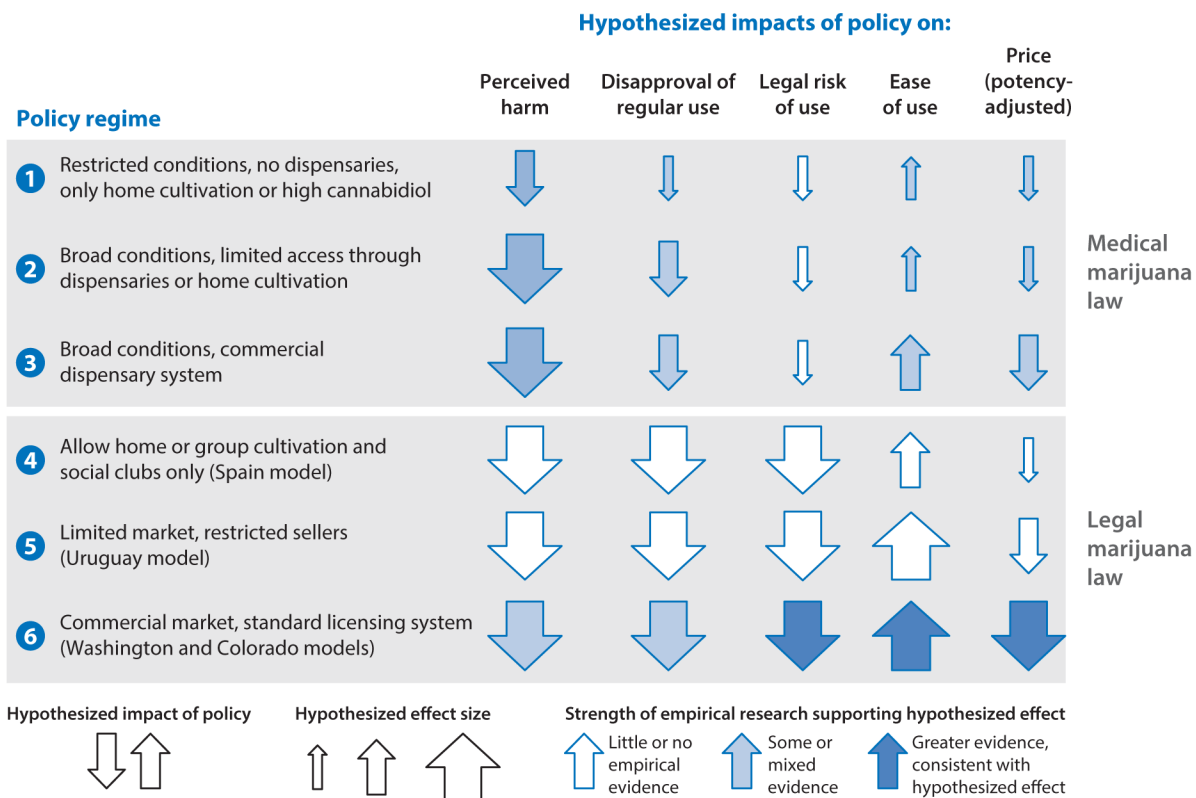 Hypothesized impacts of policy on:
Policy regime
Perceived
harm
Disapproval of
regular use
Legal risk
of use
Ease
of use
Price
(potency-
adjusted)
1
Restricted conditions, no dispensaries,
only home cultivation or high cannabidiol
2
Broad conditions, limited access through
dispensaries or home cultivation
3
Broad conditions, commercial
dispensary system
Medical
marijuana
law
4
Allow home or group cultivation and
social clubs only (Spain model)
5
Limited market, restricted sellers
(Uruguay model)
6
Commercial market, standard licensing system
(Washington and Colorado models)
Legal
marijuana
law
Hypothesized impact of policy
Hypothesized effect size
Strength of empirical research supporting hypothesized effect
Little or no
empirical
evidence
Some or
mixed
evidence
Greater evidence,
consistent with
hypothesized effect